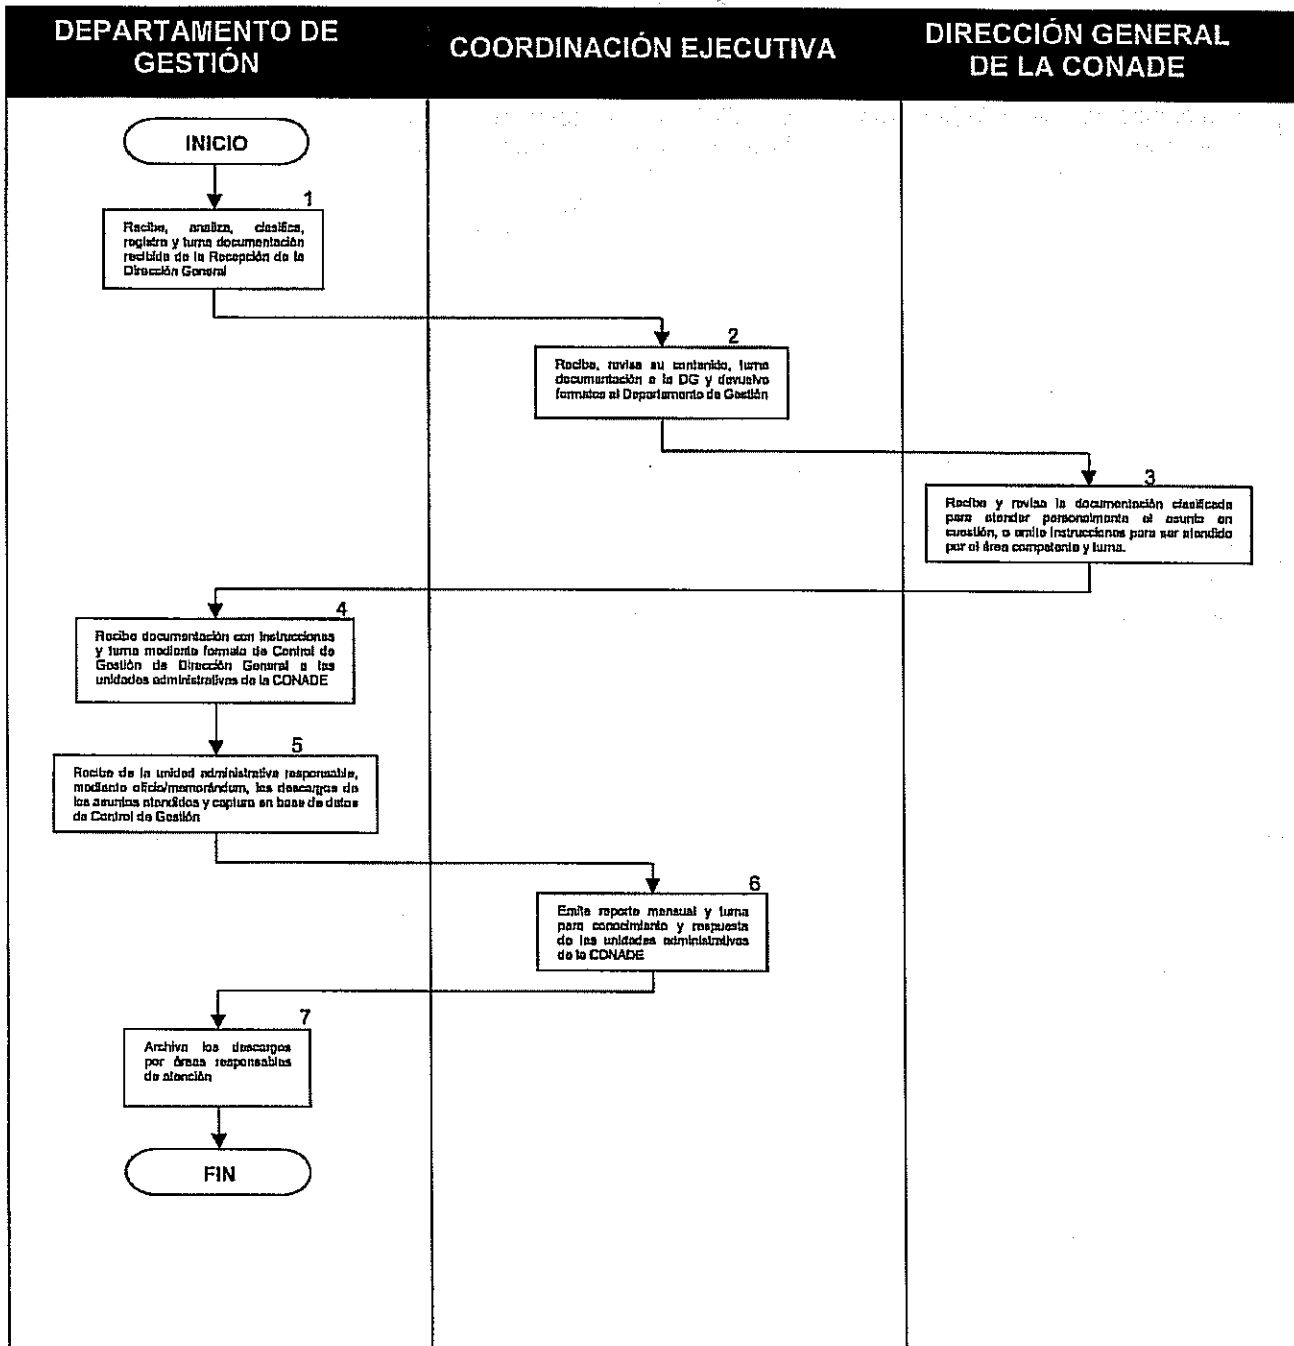 DEPARTAMENTO DE
GESTIÓN
COORDINACIÓN EJECUTIVA
DIRECCIÓN GENERAL
DE LA CONADE
INICIO
1
Recibe, analiza, clasifica,
registra y turna documentación
recibida de la Recepción de la
Dirección General
2
Recibe, revisa su contenido, turna
documentación a la DG y devuelve
formatos al Departamento de Gestión
3
Recibe y revisa la documentación clasificada
para atender personalmente el asunto en
cuestión, o emite instrucciones para ser atendido
por el área competente y turna.
4
Recibe documentación con instrucciones
y turna mediante formato de Control de
Gestión de Dirección General a las
unidades administrativas de la CONADE
5
Recibe de la unidad administrativa responsable,
mediante oficio/memorándum, los descargos de
los asuntos atendidos y captura en base de datos
de Control de Gestión
6
Emite reporte mensual y turna
para conocimiento y respuesta
de las unidades administrativas
de la CONADE
7
Archiva los descargos
por áreas responsables
de atención
FIN